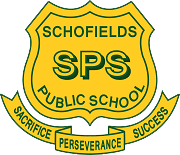 SCHOFIELDS
SPS
PUBLIC SCHOOL
SACRIFICE PERSEVERANCE SUCCESS